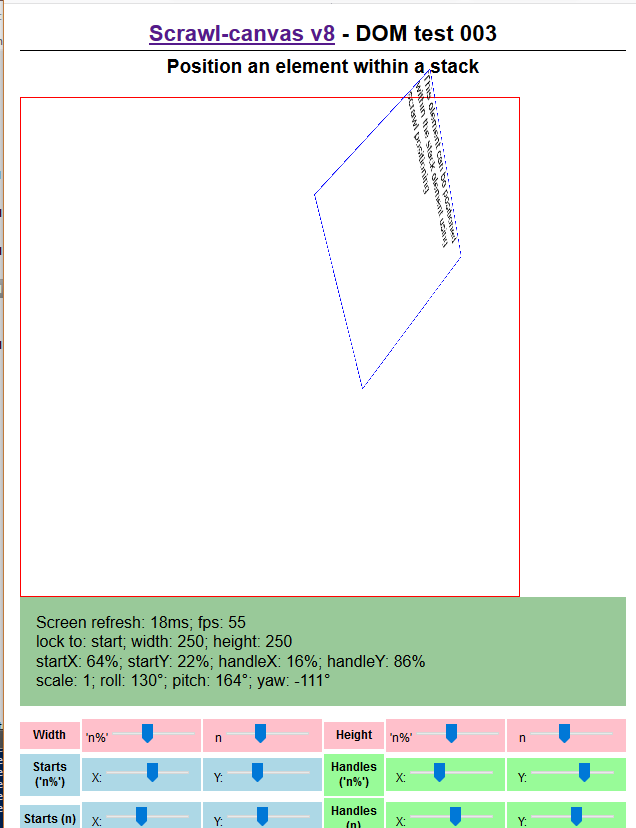 Scrawl-canvas v8 - DOM test 003
Position an element within a stack
Screen refresh: 18ms; fps: 55
lock to: start; width: 250; height: 250
startX: 64%; startY: 22%; handleX: 16%; handleY: 86%
scale: 1; roll: 130°; pitch: 164°; yaw: -111°
Width 'n%' n Height 'n%' n
Starts ('n%') X: Y: Handles ('n%') X: Y:
Starts (n) X: Y: Handles (n) X: Y: